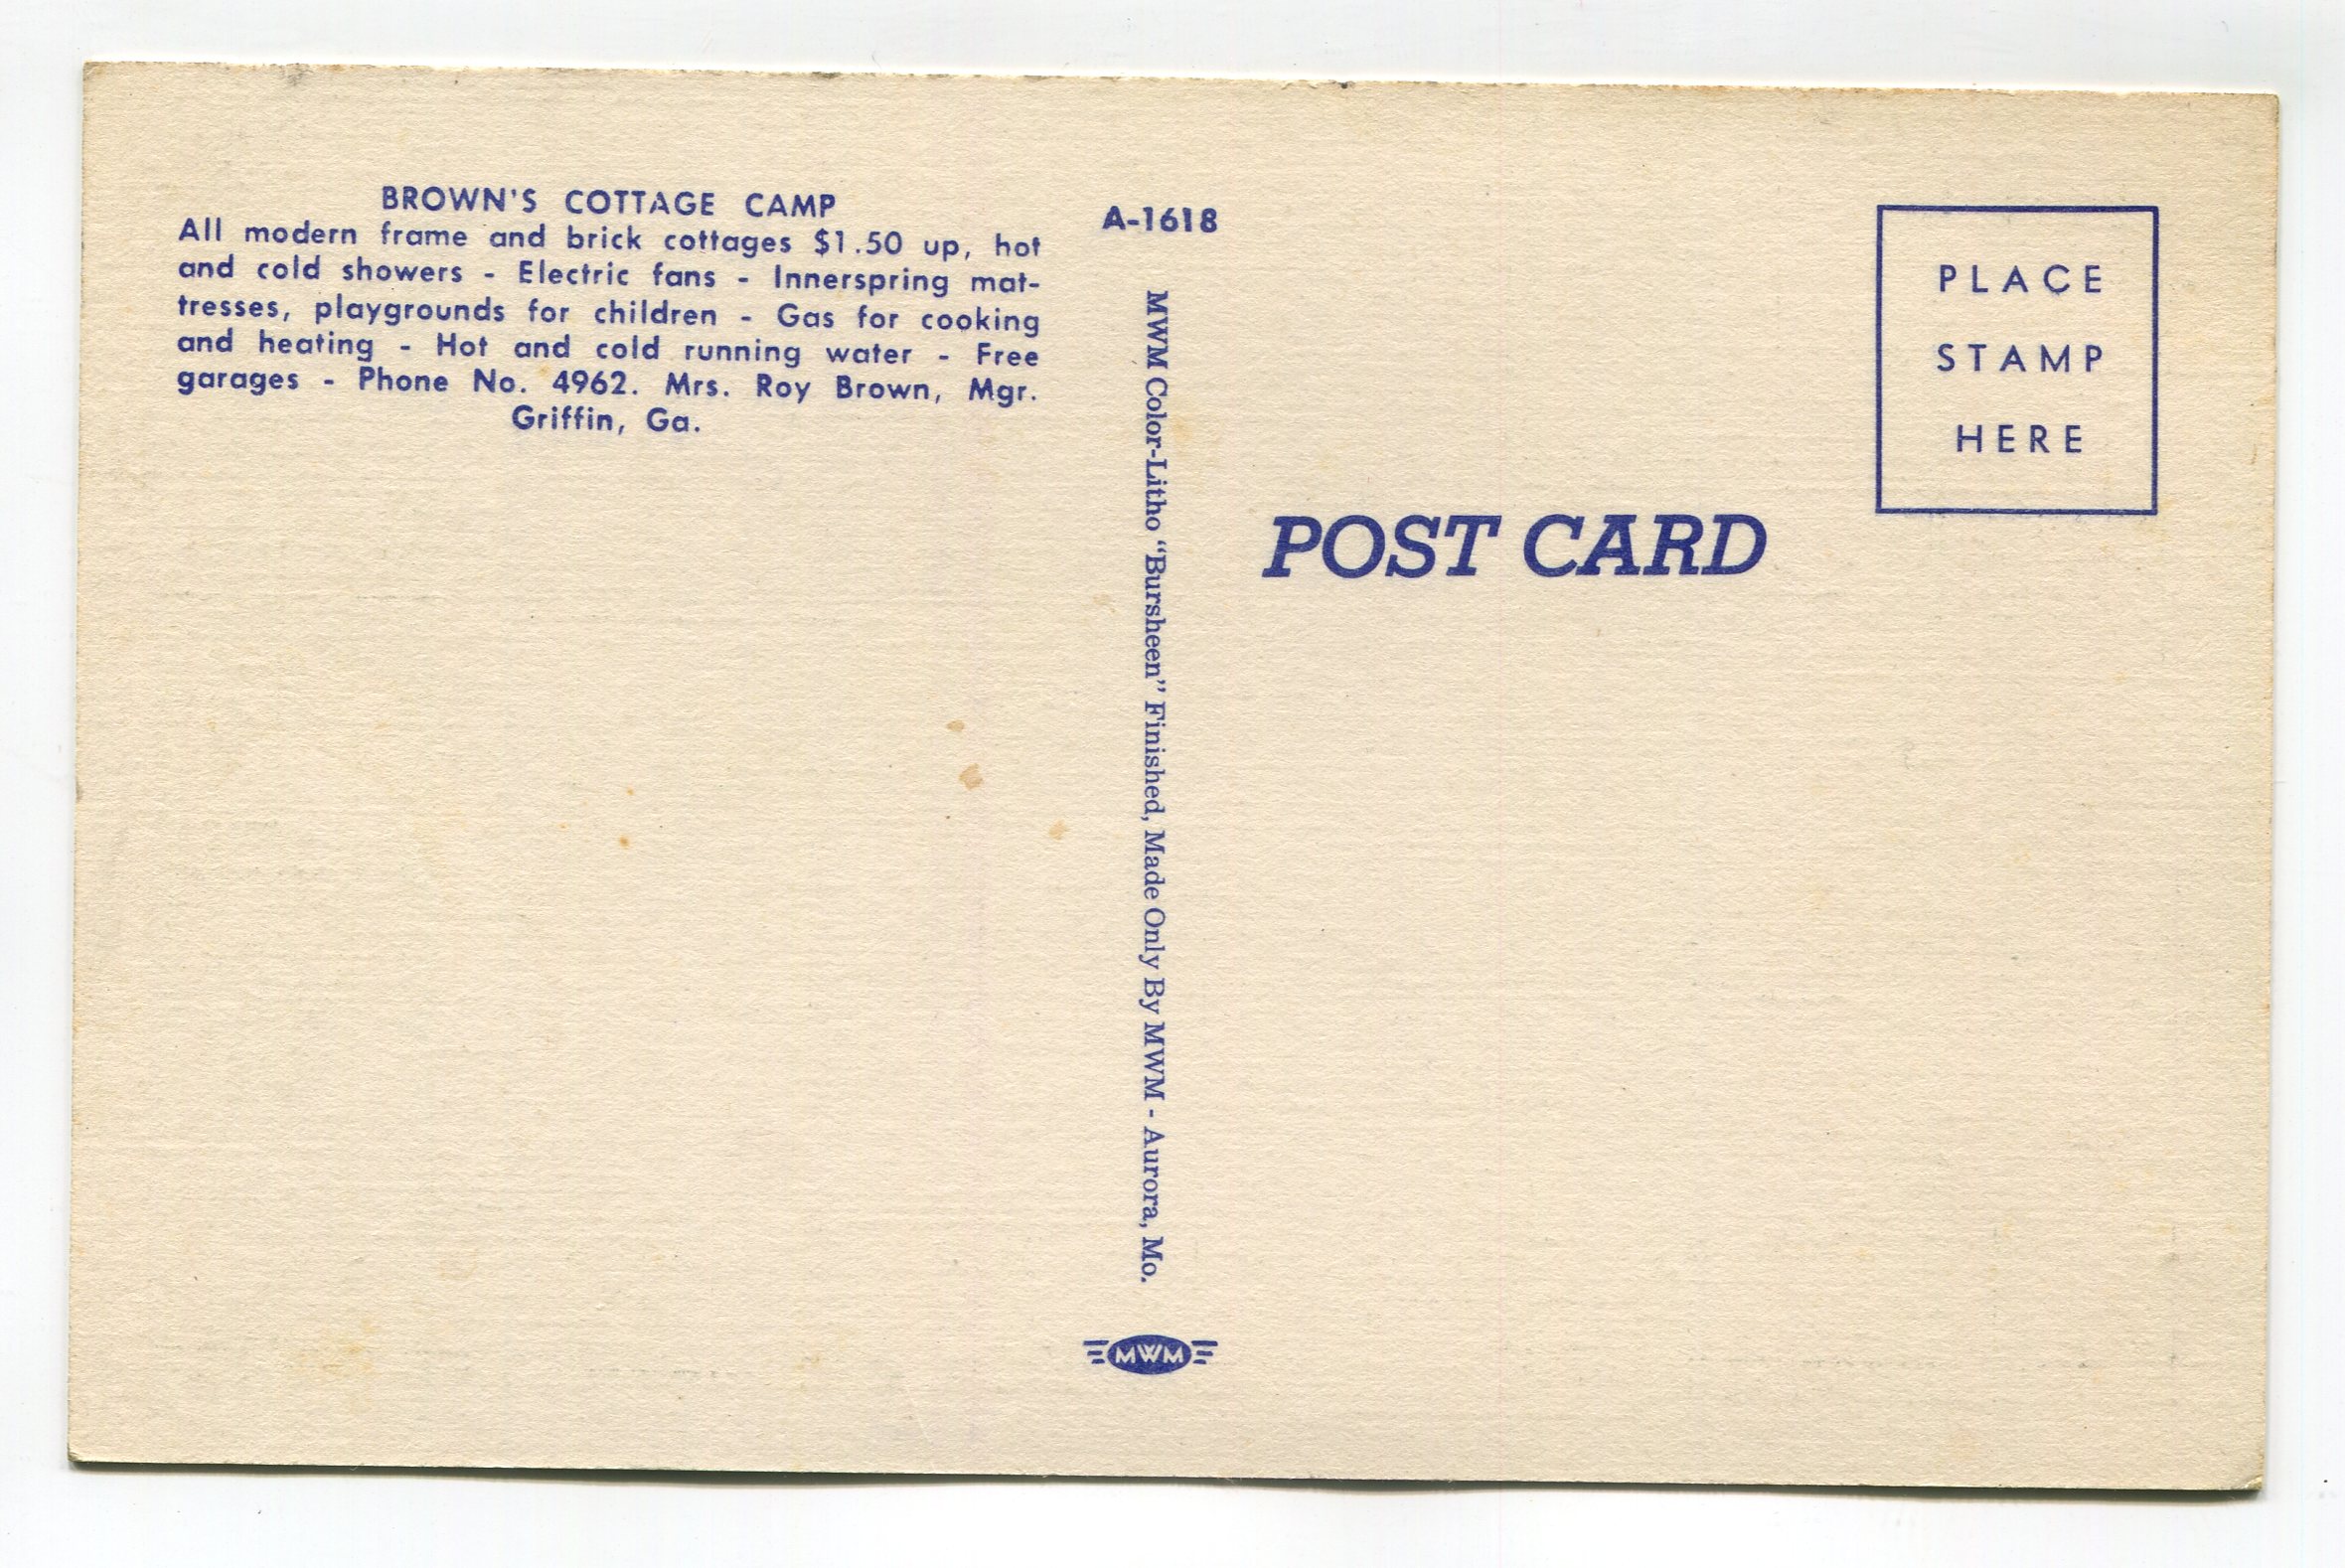 BROWN'S COTTAGE CAMP
All modern frame and brick cottages $1.50 up, hot
and cold showers - Electric fans - Innerspring mat-
tresses, playgrounds for children - Gas for cooking
and heating - Hot and cold running water - Free
garages - Phone No. 4962. Mrs. Roy Brown, Mgr.
Griffin, Ga.
A-1618
MWM Color-Litho “Bursheen” Finished, Made Only By MWM - Aurora, Mo.
MWM
POST CARD
PLACE
STAMP
HERE